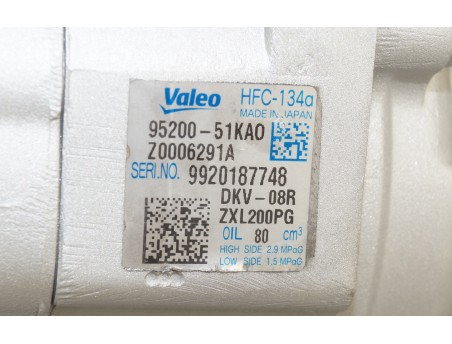 Valeo HFC-134a
MADE IN JAPAN
95200-51KA0
Z0006291A
SERI.NO. 9920187748
DKV-08R
ZXL200PG
OIL 80 cm³
HIGH SIDE 2.9 MPaG
LOW SIDE 1.5 MPaG